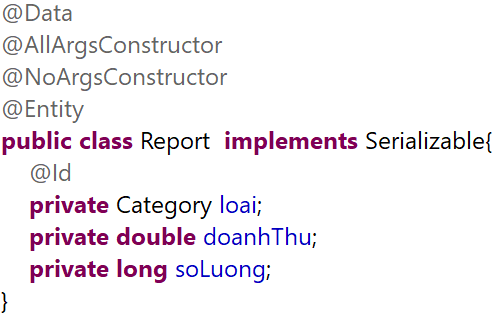 @Data
@AllArgsConstructor
@NoArgsConstructor
@Entity
public class Report  implements Serializable{
    @Id
    private Category loai;
    private double doanhThu;
    private long soLuong;
}